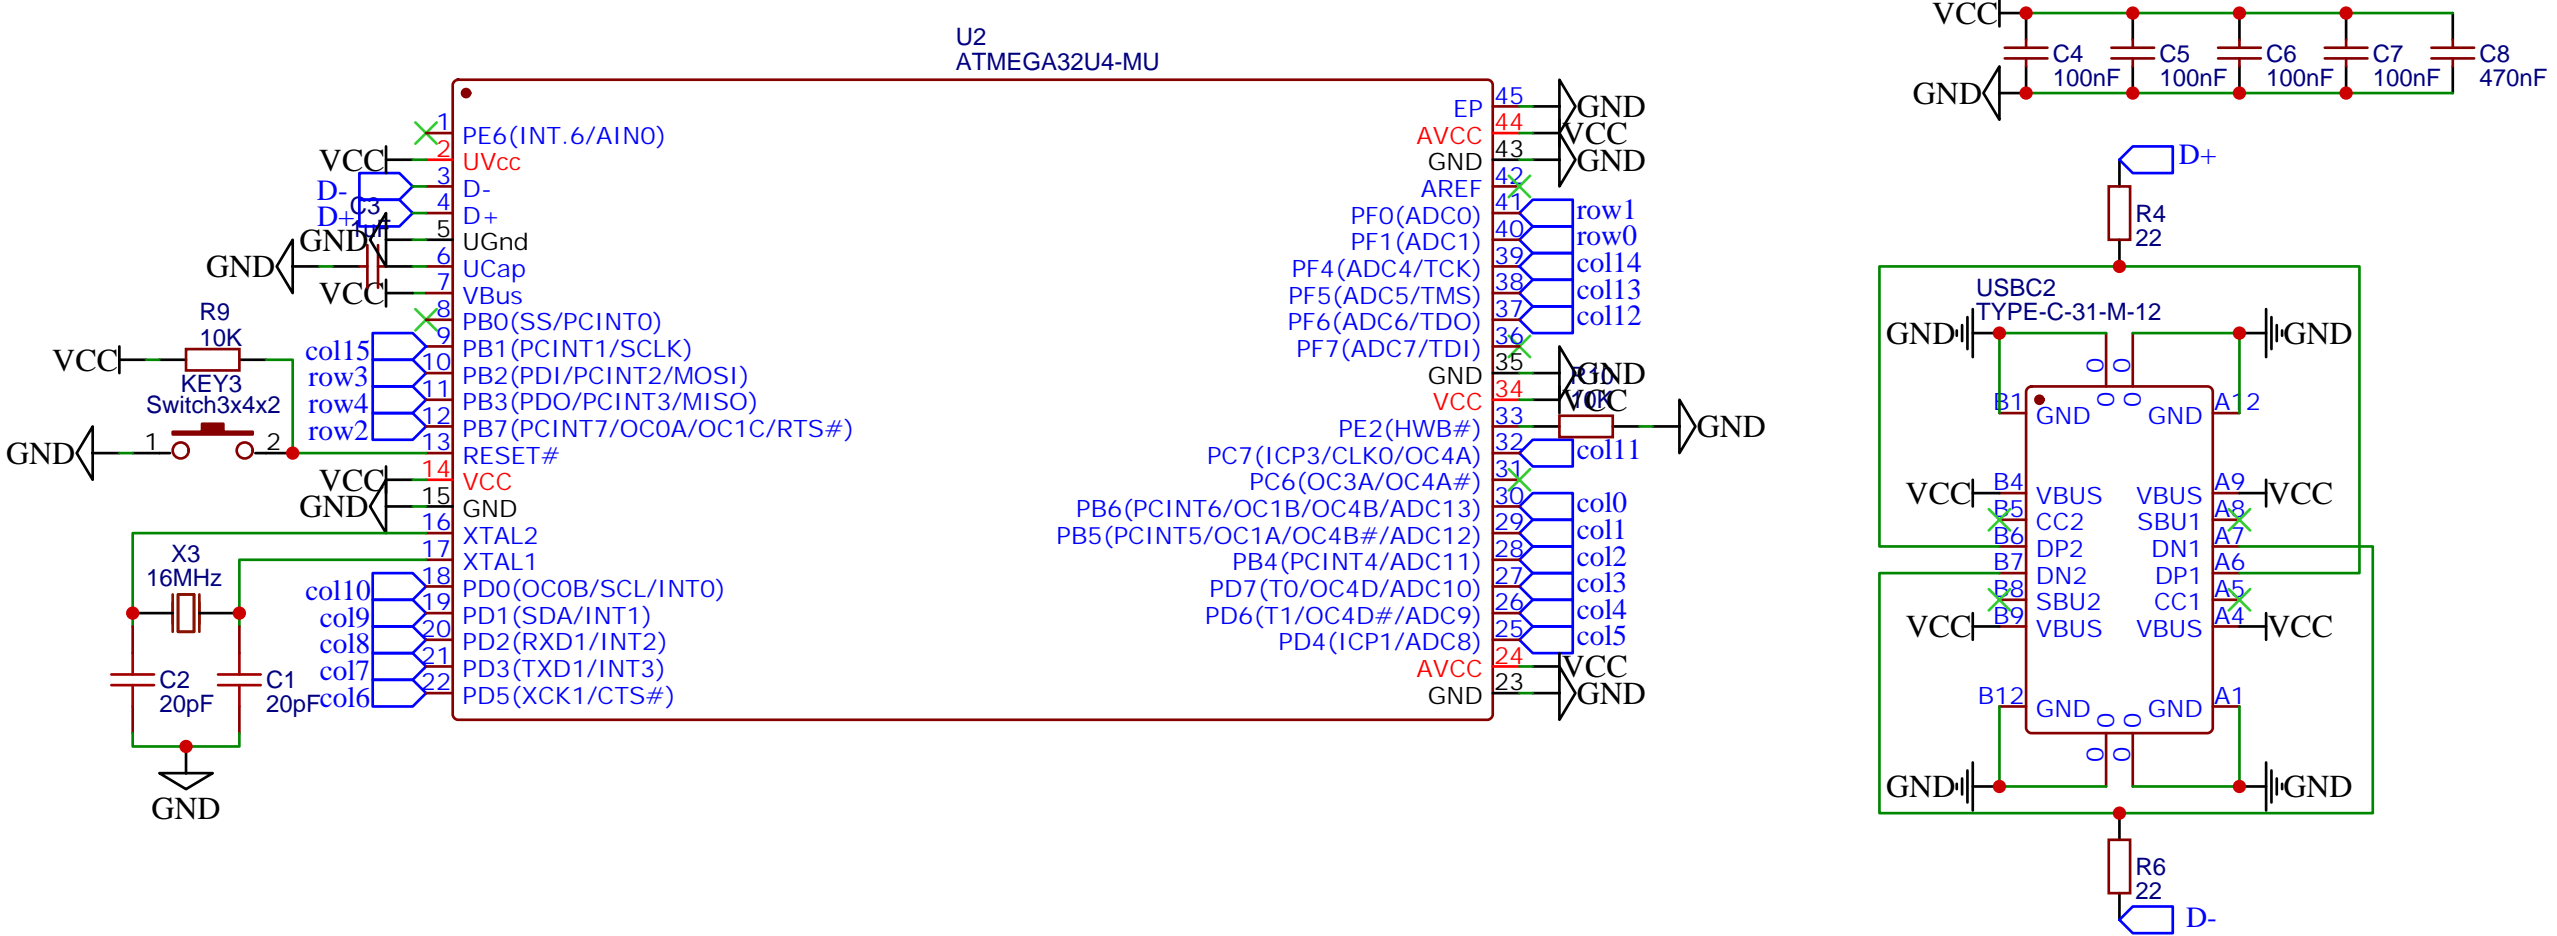 U2
ATMEGA32U4-MU
1 PE6(INT.6/AIN0)
VCC 2 UVcc
D- 3 D-
D+ 4 D+
C3
1uF
GND 5 UGnd
GND 6 UCap
VCC 7 VBus
8 PB0(SS/PCINT0)
col15 9 PB1(PCINT1/SCLK)
row3 10 PB2(PDI/PCINT2/MOSI)
row4 11 PB3(PDO/PCINT3/MISO)
row2 12 PB7(PCINT7/OC0A/OC1C/RTS#)
13 RESET#
VCC 14 VCC
GND 15 GND
16 XTAL2
17 XTAL1
col10 18 PD0(OC0B/SCL/INT0)
col9 19 PD1(SDA/INT1)
col8 20 PD2(RXD1/INT2)
col7 21 PD3(TXD1/INT3)
col6 22 PD5(XCK1/CTS#)
R9
10K
VCC
KEY3
Switch3x4x2
GND 1 2
X3
16MHz
C2
20pF
C1
20pF
GND
EP 45 GND
AVCC 44 VCC
GND 43 GND
AREF 42
PF0(ADC0) 41 row1
PF1(ADC1) 40 row0
PF4(ADC4/TCK) 39 col14
PF5(ADC5/TMS) 38 col13
PF6(ADC6/TDO) 37 col12
PF7(ADC7/TDI) 36
GND 35 GND
VCC 34 VCC
R10
10K
PE2(HWB#) 33 GND
PC7(ICP3/CLK0/OC4A) 32 col11
PC6(OC3A/OC4A#) 31
PB6(PCINT6/OC1B/OC4B/ADC13) 30 col0
PB5(PCINT5/OC1A/OC4B#/ADC12) 29 col1
PB4(PCINT4/ADC11) 28 col2
PD7(T0/OC4D/ADC10) 27 col3
PD6(T1/OC4D#/ADC9) 26 col4
PD4(ICP1/ADC8) 25 col5
AVCC 24 VCC
GND 23 GND
VCC
C4
100nF
C5
100nF
C6
100nF
C7
100nF
C8
470nF
GND
D+
R4
22
USBC2
TYPE-C-31-M-12
GND GND
0 0
0 0
B1 GND GND A12
VCC B4 VBUS VBUS A9 VCC
B5 CC2 SBU1 A8
B6 DP2 DN1 A7
B7 DN2 DP1 A6
B8 SBU2 CC1 A5
VCC B9 VBUS VBUS A4 VCC
B12 GND GND A1
0 0
0 0
GND GND
R6
22
D-